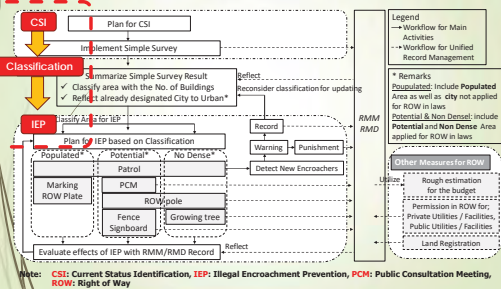 CSI
Plan for CSI
Implement Simple Survey
Classification
Summarize Simple Survey Result
✓ Classify area with the No. of Buildings
✓ Reflect already designated City to Urban*
Reflect
Reconsider classification for updating
IEP
Classify Area for IEP
Plan for IEP based on Classification
Record
Warning
Punishment
Detect New Encroachers
Populated*
Potential*
No Dense*
Patrol
Marking
ROW Plate
PCM
ROW pole
Fence
Signboard
Growing tree
Evaluate effects of IEP with RMM/RMD Record
Reflect
RMM
RMD
Utilize
Legend
Workflow for Main
Activities
Workflow for Unified
Record Management
* Remarks
Poupulated: Include Populated
Area as well as city not applied
for ROW in laws
Potential & Non Dense: include
Potential and Non Dense Area
applied for ROW in laws
Other Measures for ROW
Rough estimation
for the budget
Permission in ROW for;
Private Utilities / Facilities,
Public Utilities / Facilities
Land Registration
Note: CSI: Current Status Identification, IEP: Illegal Encroachment Prevention, PCM: Public Consultation Meeting,
ROW: Right of Way